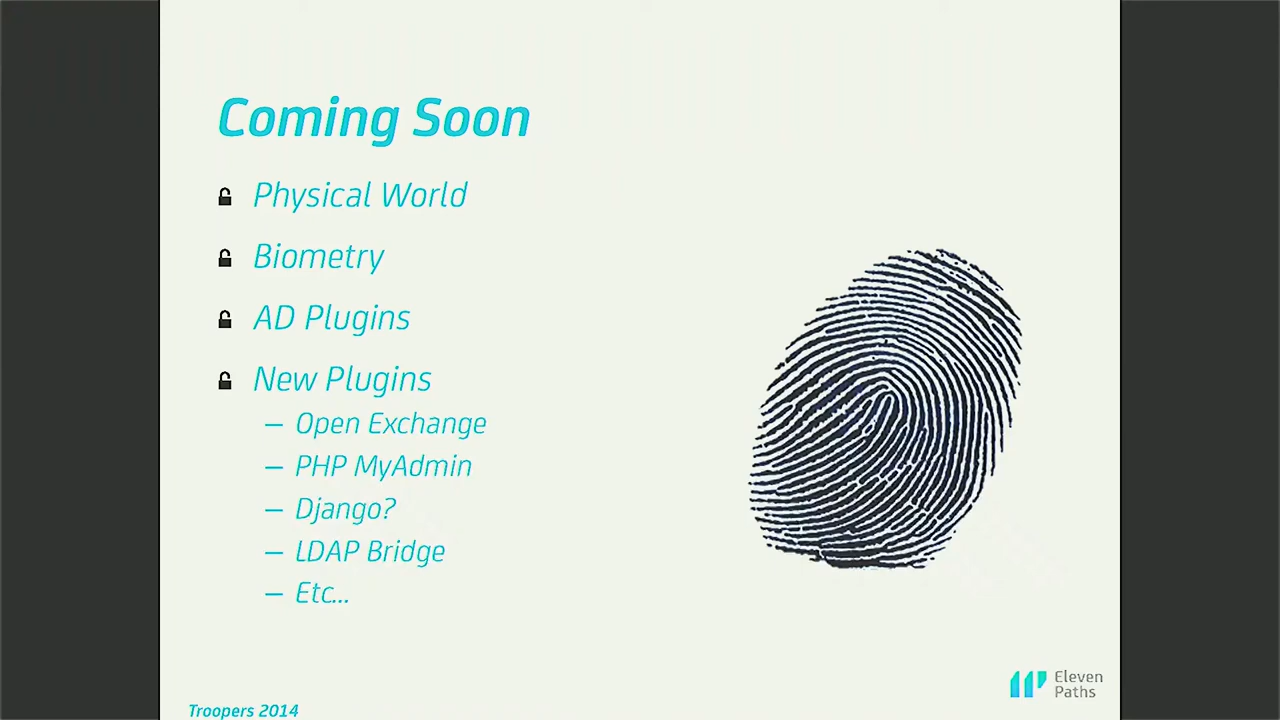 Coming Soon
Physical World
Biometry
AD Plugins
New Plugins
– Open Exchange
– PHP MyAdmin
– Django?
– LDAP Bridge
– Etc...
Eleven
Paths
Troopers 2014